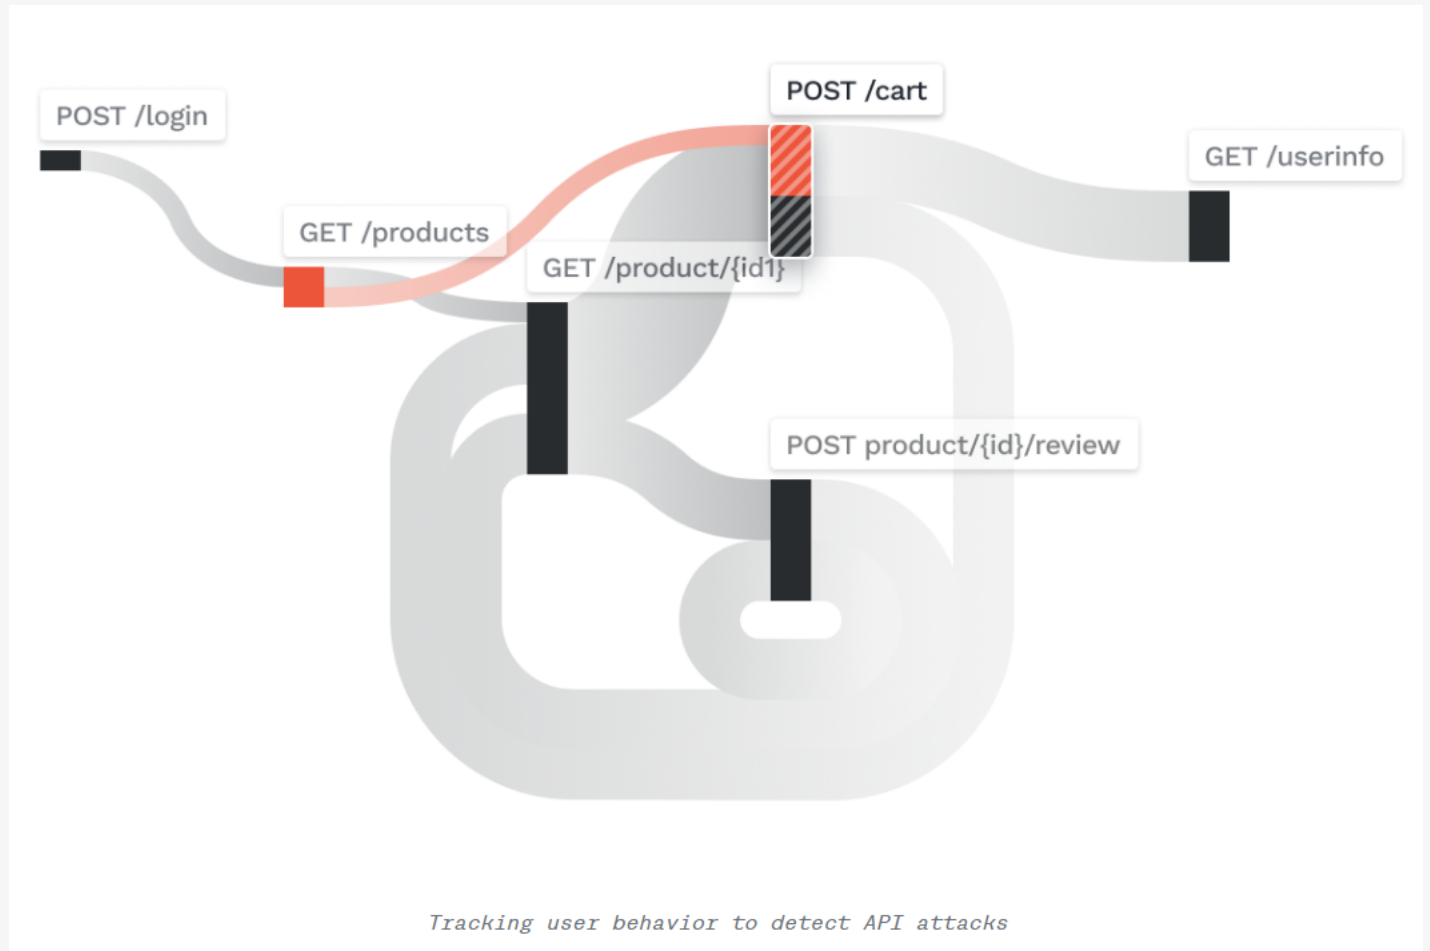 POST /login
POST /cart
GET /userinfo
GET /products
GET /product/{id1}
POST product/{id}/review
Tracking user behavior to detect API attacks